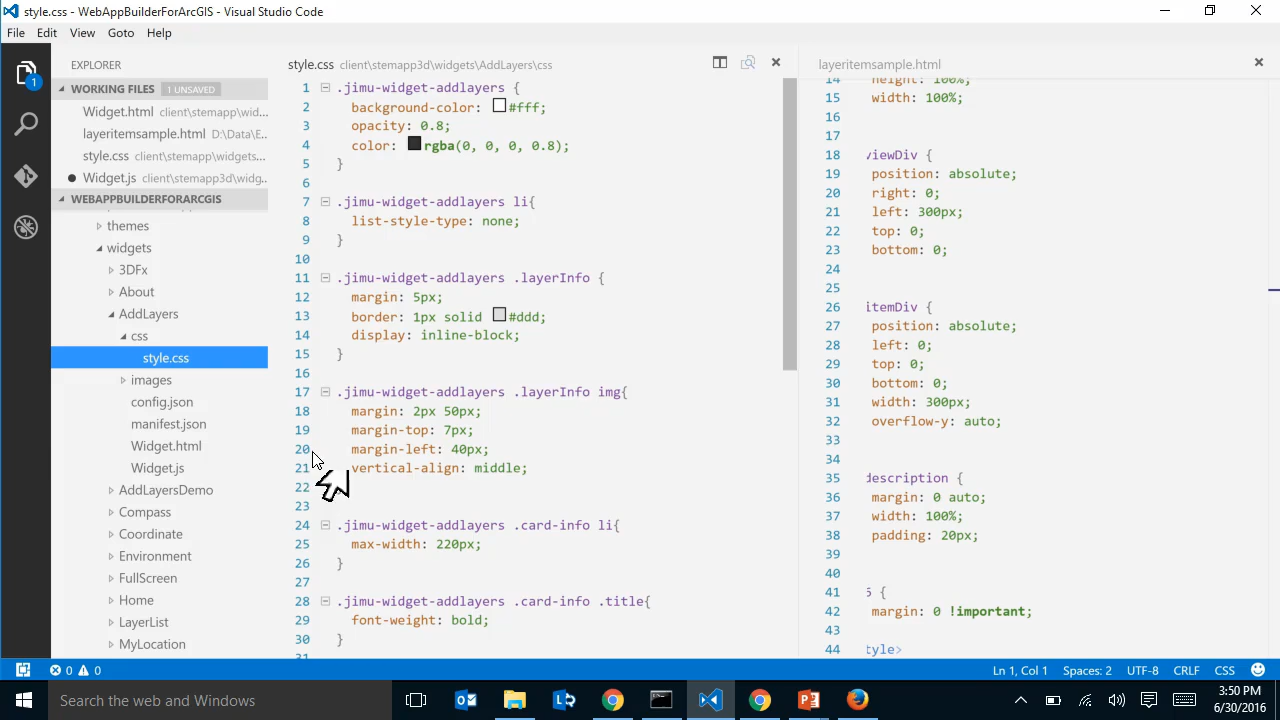 style.css - WebAppBuilderForArcGIS - Visual Studio Code
File Edit View Goto Help
EXPLORER
WORKING FILES 1 UNSAVED
Widget.html client\stemapp\wid...
layeritemsample.html D:\Data\E...
style.css client\stemapp\widgets...
Widget.js client\stemapp3d\widg..
WEBAPPBUILDERFORARCGIS
themes
widgets
3DFx
About
AddLayers
css
style.css
images
config.json
manifest.json
Widget.html
Widget.js
AddLayersDemo
Compass
Coordinate
Environment
FullScreen
Home
LayerList
MyLocation
1
style.css client\stemapp3d\widgets\AddLayers\css
1 .jimu-widget-addlayers {
2 background-color: #fff;
3 opacity: 0.8;
4 color: rgba(0, 0, 0, 0.8);
5 }
6
7 .jimu-widget-addlayers li{
8 list-style-type: none;
9 }
10
11 .jimu-widget-addlayers .layerInfo {
12 margin: 5px;
13 border: 1px solid #ddd;
14 display: inline-block;
15 }
16
17 .jimu-widget-addlayers .layerInfo img{
18 margin: 2px 50px;
19 margin-top: 7px;
20 margin-left: 40px;
21 vertical-align: middle;
22
23
24 .jimu-widget-addlayers .card-info li{
25 max-width: 220px;
26 }
27
28 .jimu-widget-addlayers .card-info .title{
29 font-weight: bold;
30 }
31
layeritemsample.html
14 height: 100%;
15 width: 100%;
16
17
18 viewDiv {
19 position: absolute;
20 right: 0;
21 left: 300px;
22 top: 0;
23 bottom: 0;
24
25
26 itemDiv {
27 position: absolute;
28 left: 0;
29 top: 0;
30 bottom: 0;
31 width: 300px;
32 overflow-y: auto;
33
34
35 description {
36 margin: 0 auto;
37 width: 100%;
38 padding: 20px;
39
40
41 {
42 margin: 0 !important;
43
44 tyle>
0 0
Ln 1, Col 1 Spaces: 2 UTF-8 CRLF CSS
Search the web and Windows
3:50 PM
6/30/2016